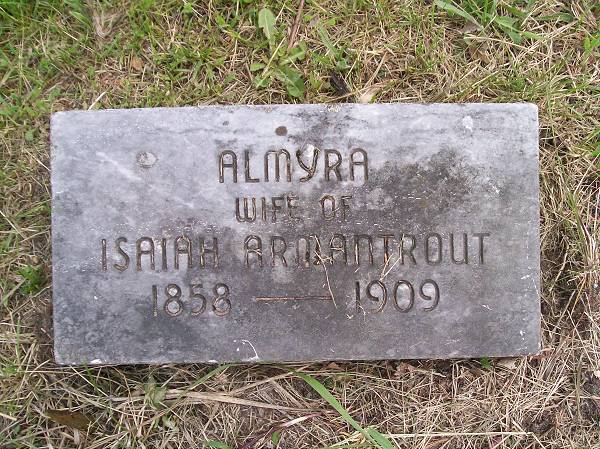 ALMYRA
WIFE OF
ISAIAH ARMANTROUT
1858 — 1909